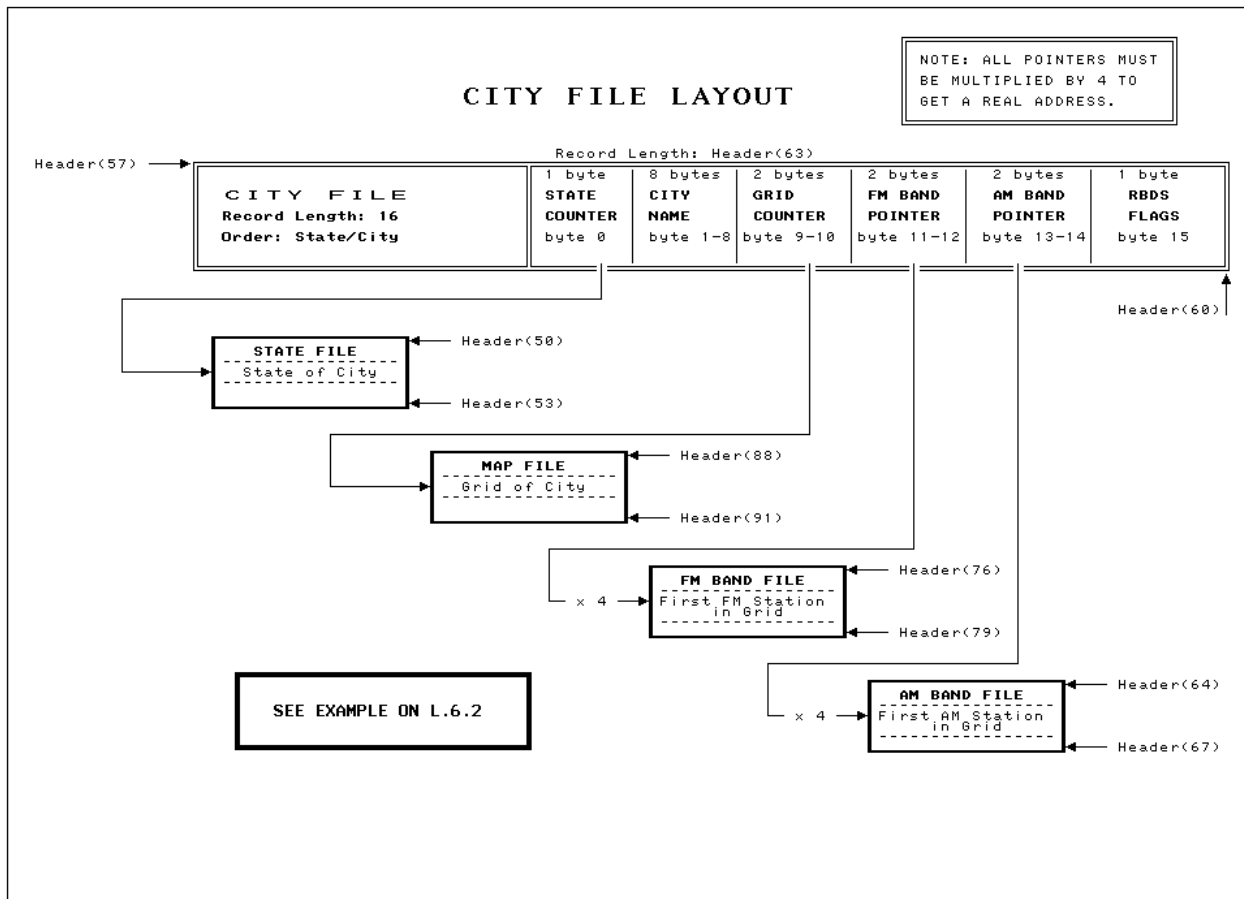 NOTE: ALL POINTERS MUST
BE MULTIPLIED BY 4 TO
GET A REAL ADDRESS.
CITY FILE LAYOUT
Record Length: Header(63)
Header(57)
CITY FILE
Record Length: 16
Order: State/City
1 byte
STATE
COUNTER
byte 0
8 bytes
CITY
NAME
byte 1-8
2 bytes
GRID
COUNTER
byte 9-10
2 bytes
FM BAND
POINTER
byte 11-12
2 bytes
AM BAND
POINTER
byte 13-14
1 byte
RBDS
FLAGS
byte 15
Header(60)
STATE FILE
State of City
Header(50)
Header(53)
MAP FILE
Grid of City
Header(88)
Header(91)
x 4
FM BAND FILE
First FM Station
in Grid
Header(76)
Header(79)
x 4
AM BAND FILE
First AM Station
in Grid
Header(64)
Header(67)
SEE EXAMPLE ON L.6.2